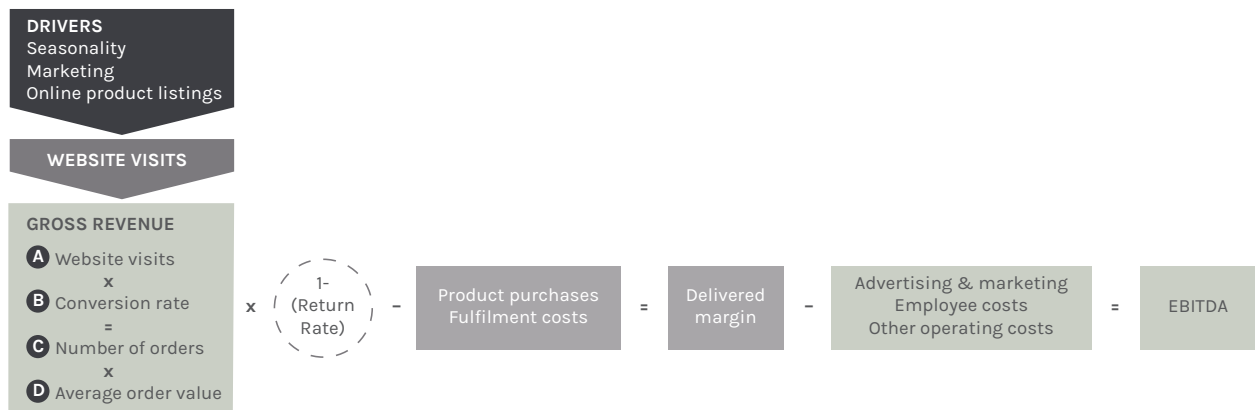 DRIVERS
Seasonality
Marketing
Online product listings
WEBSITE VISITS
GROSS REVENUE
A Website visits
x
B Conversion rate
=
C Number of orders
x
D Average order value
x
1-
(Return
Rate)
–
Product purchases
Fulfilment costs
=
Delivered
margin
–
Advertising & marketing
Employee costs
Other operating costs
=
EBITDA